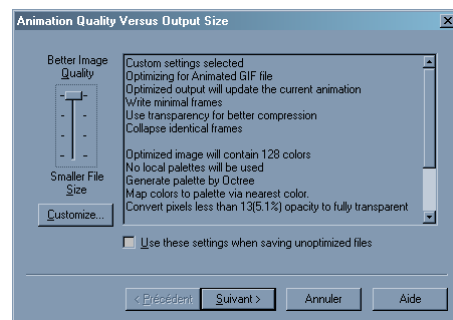 Animation Quality Versus Output Size
Better Image
Quality
Smaller File
Size
Customize...
Custom settings selected
Optimizing for Animated GIF file
Optimized output will update the current animation
Write minimal frames
Use transparency for better compression
Collapse identical frames
Optimized image will contain 128 colors
No local palettes will be used
Generate palette by Octree
Map colors to palette via nearest color.
Convert pixels less than 13(5.1%) opacity to fully transparent
Use these settings when saving unoptimized files
< Précédent
Suivant >
Annuler
Aide